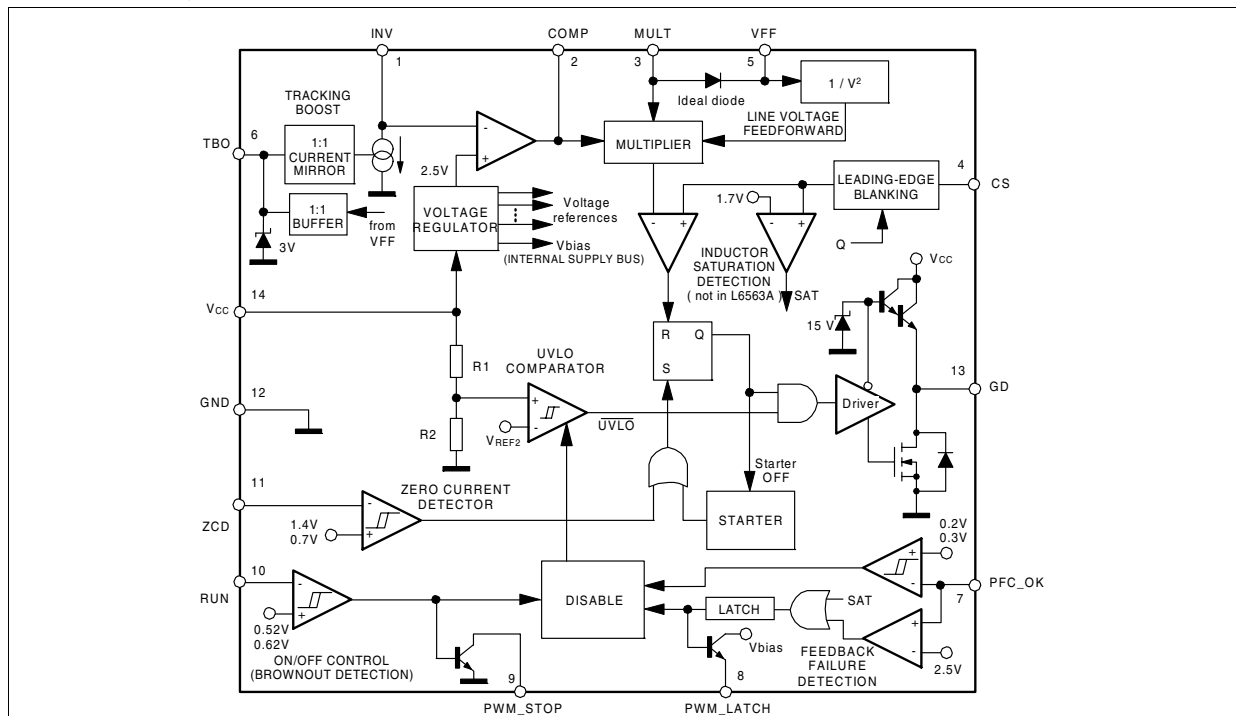 INV
COMP
MULT
VFF
1
2
3
5
Ideal diode
1 / V²
LINE VOLTAGE
FEEDFORWARD
MULTIPLIER
TRACKING
BOOST
TBO
6
1:1
CURRENT
MIRROR
1:1
BUFFER
from
VFF
3V
2.5V
-
+
VOLTAGE
REGULATOR
Voltage
references
Vbias
(INTERNAL SUPPLY BUS)
4
CS
LEADING-EDGE
BLANKING
Q
1.7V
-
+
-
+
INDUCTOR
SATURATION
DETECTION
( not in L6563A )
SAT
Vcc
15 V
Vcc
14
R1
R2
UVLO
COMPARATOR
+
-
VREF2
UVLO
R
Q
S
Driver
13
GD
GND
12
Starter
OFF
STARTER
11
ZCD
ZERO CURRENT
DETECTOR
-
+
1.4V
0.7V
RUN
10
-
+
0.52V
0.62V
ON/OFF CONTROL
(BROWNOUT DETECTION)
DISABLE
LATCH
SAT
Vbias
0.2V
0.3V
+
-
PFC_OK
7
+
-
2.5V
FEEDBACK
FAILURE
DETECTION
9
8
PWM_STOP
PWM_LATCH